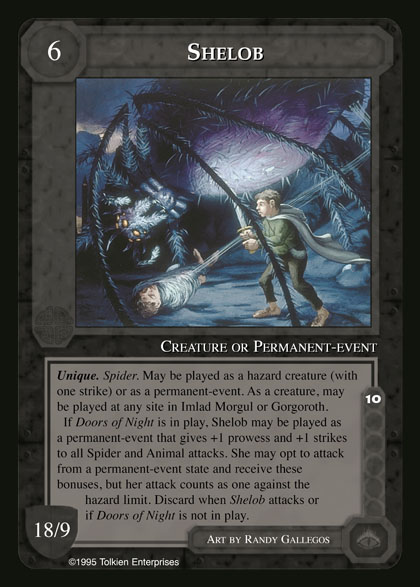 6
SHELOB
CREATURE OR PERMANENT-EVENT
Unique. Spider. May be played as a hazard creature (with
one strike) or as a permanent-event. As a creature, may
be played at any site in Imlad Morgul or Gorgoroth.
If Doors of Night is in play, Shelob may be played as
a permanent-event that gives +1 prowess and +1 strikes
to all Spider and Animal attacks. She may opt to attack
from a permanent-event state and receive these
bonuses, but her attack counts as one against the
hazard limit. Discard when Shelob attacks or
if Doors of Night is not in play.
10
18/9
ART BY RANDY GALLEGOS
©1995 Tolkien Enterprises